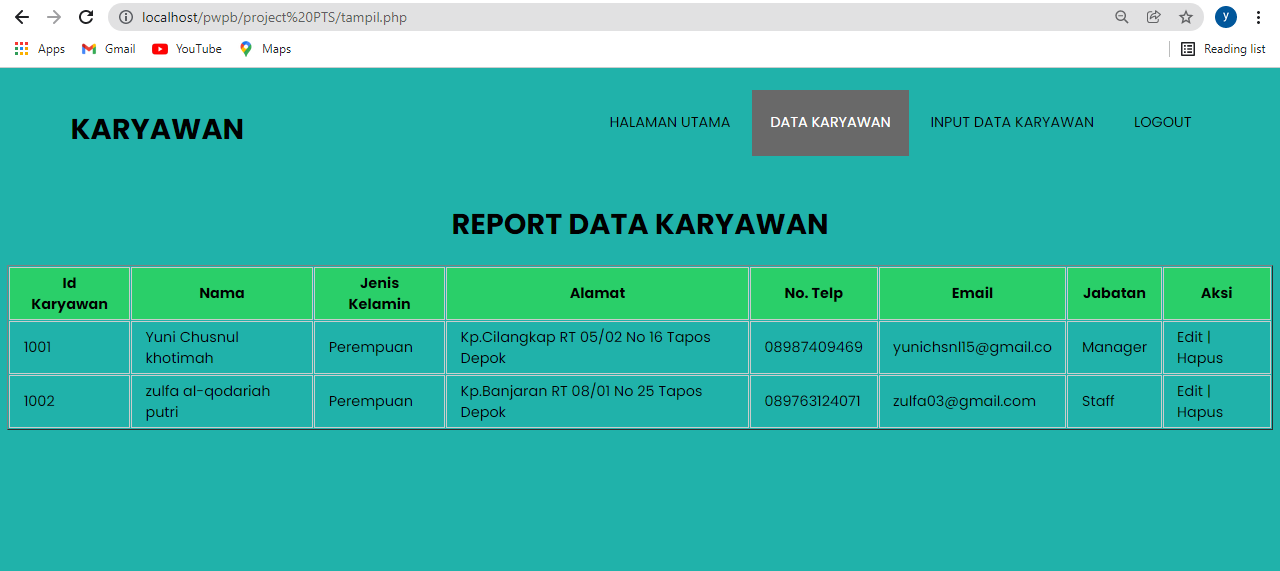 localhost/pwpb/project%20PTS/tampil.php
y
Apps Gmail YouTube Maps Reading list
KARYAWAN
HALAMAN UTAMA DATA KARYAWAN INPUT DATA KARYAWAN LOGOUT
REPORT DATA KARYAWAN
Id
Karyawan
Nama
Jenis
Kelamin
Alamat
No. Telp
Email
Jabatan
Aksi
1001
Yuni Chusnul
khotimah
Perempuan
Kp.Cilangkap RT 05/02 No 16 Tapos
Depok
08987409469
yunichsnl15@gmail.co
Manager
Edit |
Hapus
1002
zulfa al-qodariah
putri
Perempuan
Kp.Banjaran RT 08/01 No 25 Tapos
Depok
089763124071
zulfa03@gmail.com
Staff
Edit |
Hapus